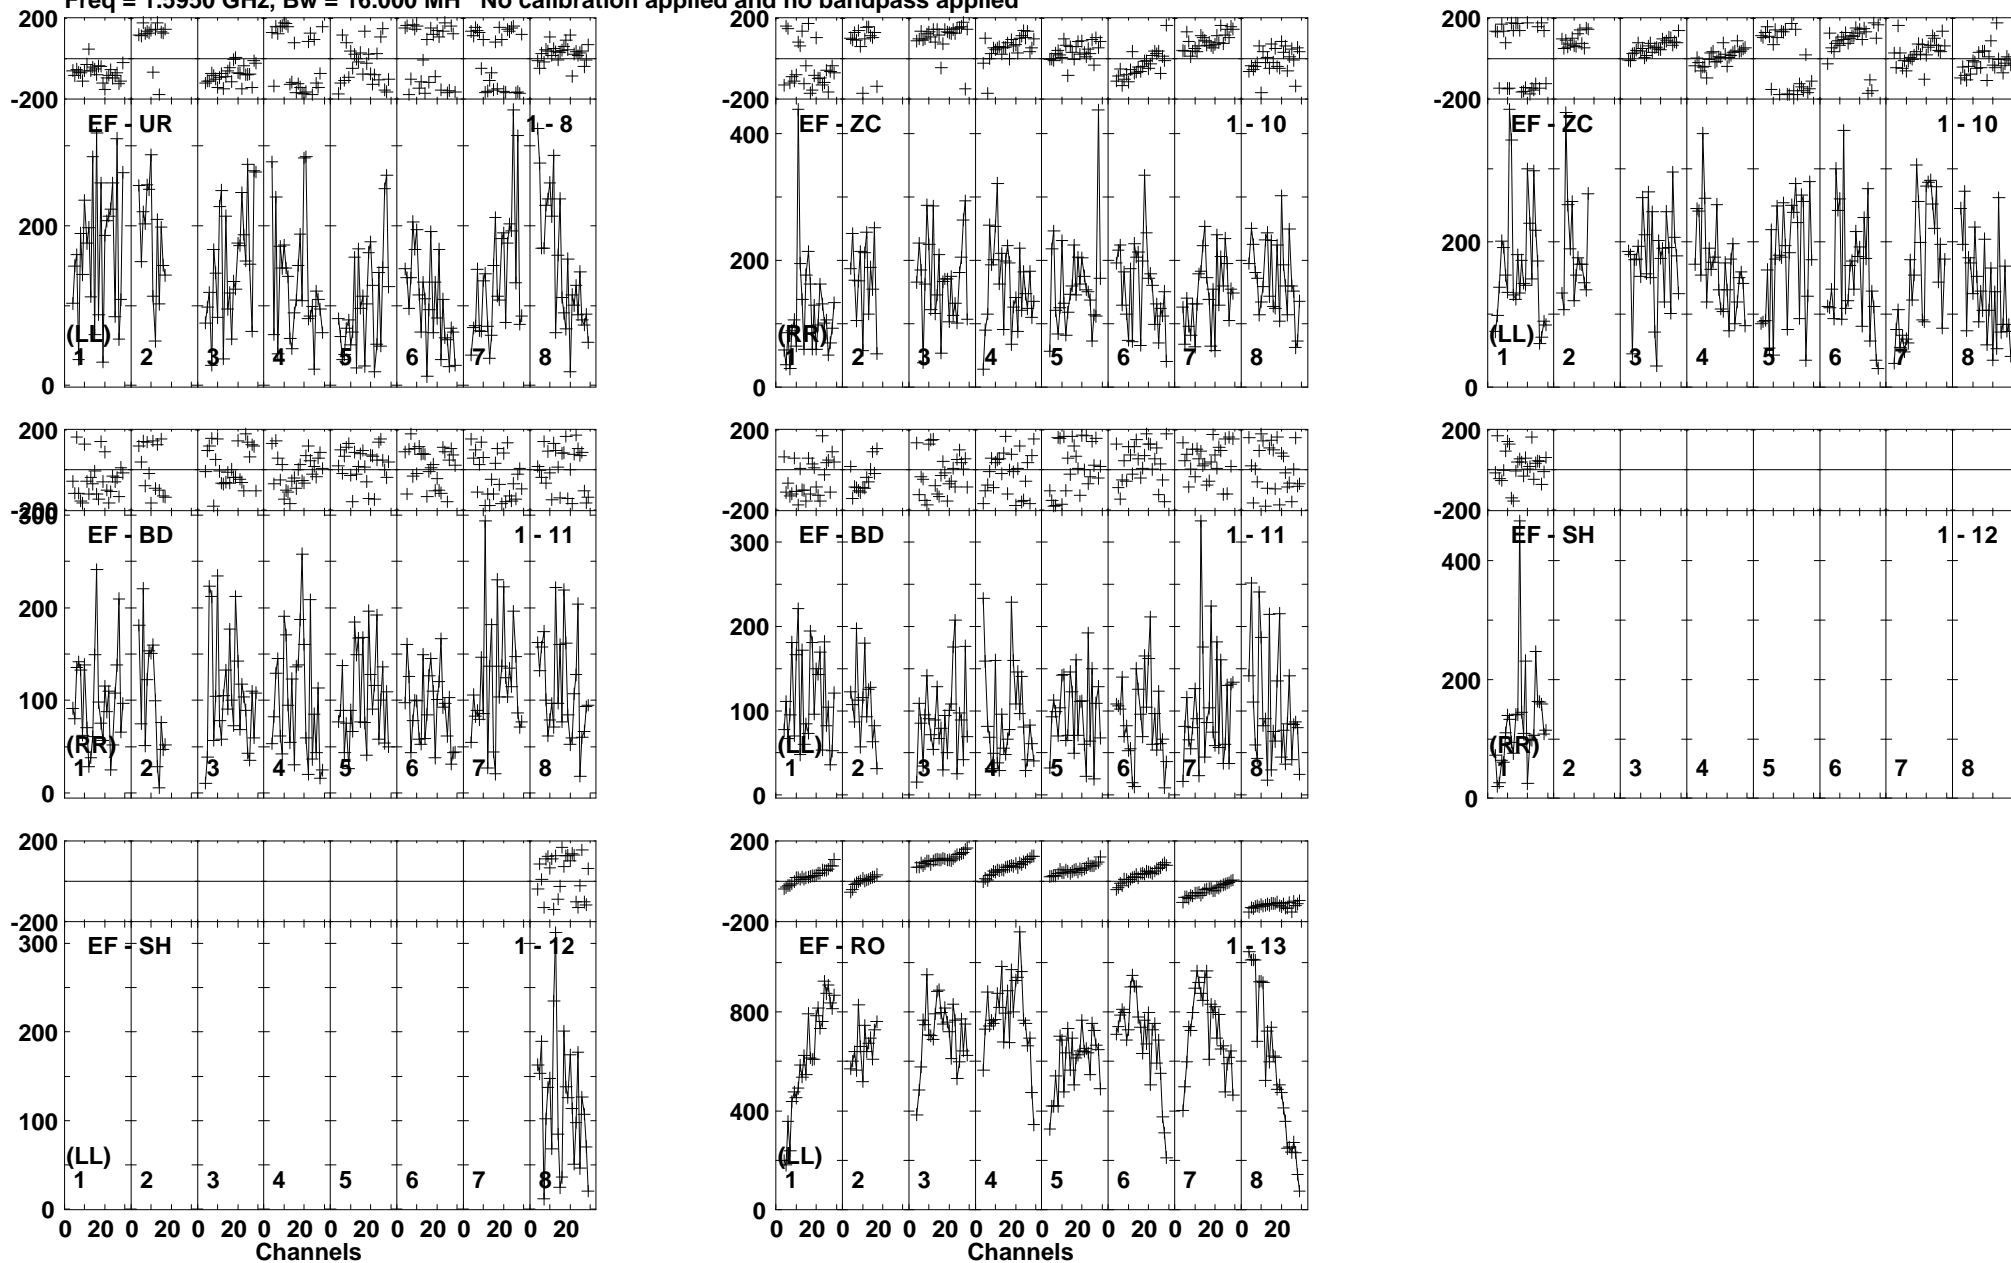 Freq = 1.5950 GHz, Bw = 16.000 MH No calibration applied and no bandpass applied
200
-200
200
-200
200
-200
EF - UR 1 - 8
EF - ZC 1 - 10
EF - ZC 1 - 10
200
0
400
200
0
200
0
(LL)
1 2 3 4 5 6 7 8
(RR)
1 2 3 4 5 6 7 8
(LL)
1 2 3 4 5 6 7 8
200
-200
200
-200
200
-200
EF - BD 1 - 11
EF - BD 1 - 11
EF - SH 1 - 12
300
200
100
0
300
200
100
0
400
200
0
(RR)
1 2 3 4 5 6 7 8
(LL)
1 2 3 4 5 6 7 8
(RR)
1 2 3 4 5 6 7 8
200
-200
200
-200
EF - SH 1 - 12
EF - RO 1 - 13
300
200
100
0
800
400
0
(LL)
1 2 3 4 5 6 7 8
(LL)
1 2 3 4 5 6 7 8
0 20 0 20 0 20 0 20 0 20 0 20 0 20 0 20
Channels
0 20 0 20 0 20 0 20 0 20 0 20 0 20 0 20
Channels